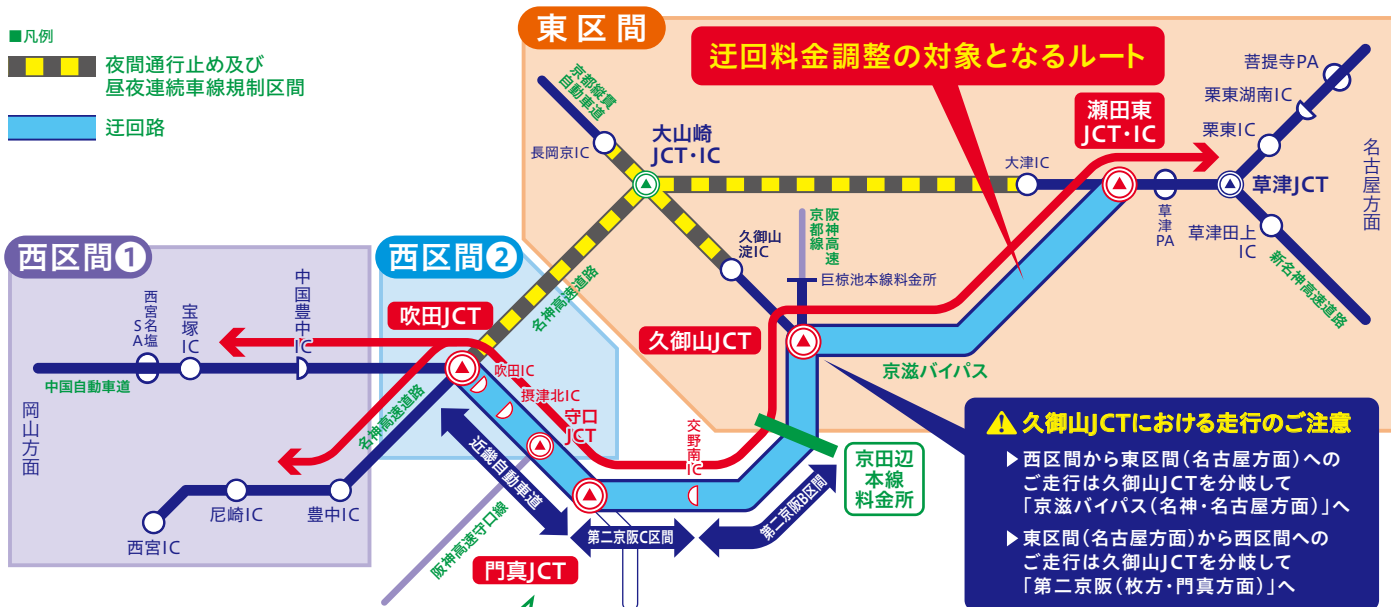 ■凡例
夜間通行止め及び
昼夜連続車線規制区間
迂回路
東区間
迂回料金調整の対象となるルート
京都縦貫
自動車道
長岡京IC
大山崎
JCT・IC
大津IC
瀬田東
JCT・IC
菩提寺PA
栗東湖南IC
栗東IC
草津JCT
草津PA
草津田上
IC
新名神高速道路
名古屋方面
久御山
淀IC
阪神高速
京都線
巨椋池本線料金所
久御山JCT
京滋バイパス
西区間❶
西区間❷
西宮名塩
SA
宝塚IC
中国豊中IC
吹田JCT
名神高速道路
吹田IC
摂津北IC
守口
JCT
中国自動車道
岡山方面
名神高速道路
西宮IC
尼崎IC
豊中IC
近畿自動車道
阪神高速守口線
門真JCT
第二京阪C区間
第二京阪B区間
交野南IC
京田辺
本線
料金所
久御山JCTにおける走行のご注意
▶西区間から東区間(名古屋方面)への
ご走行は久御山JCTを分岐して
「京滋バイパス(名神・名古屋方面)」へ
▶東区間(名古屋方面)から西区間への
ご走行は久御山JCTを分岐して
「第二京阪(枚方・門真方面)」へ